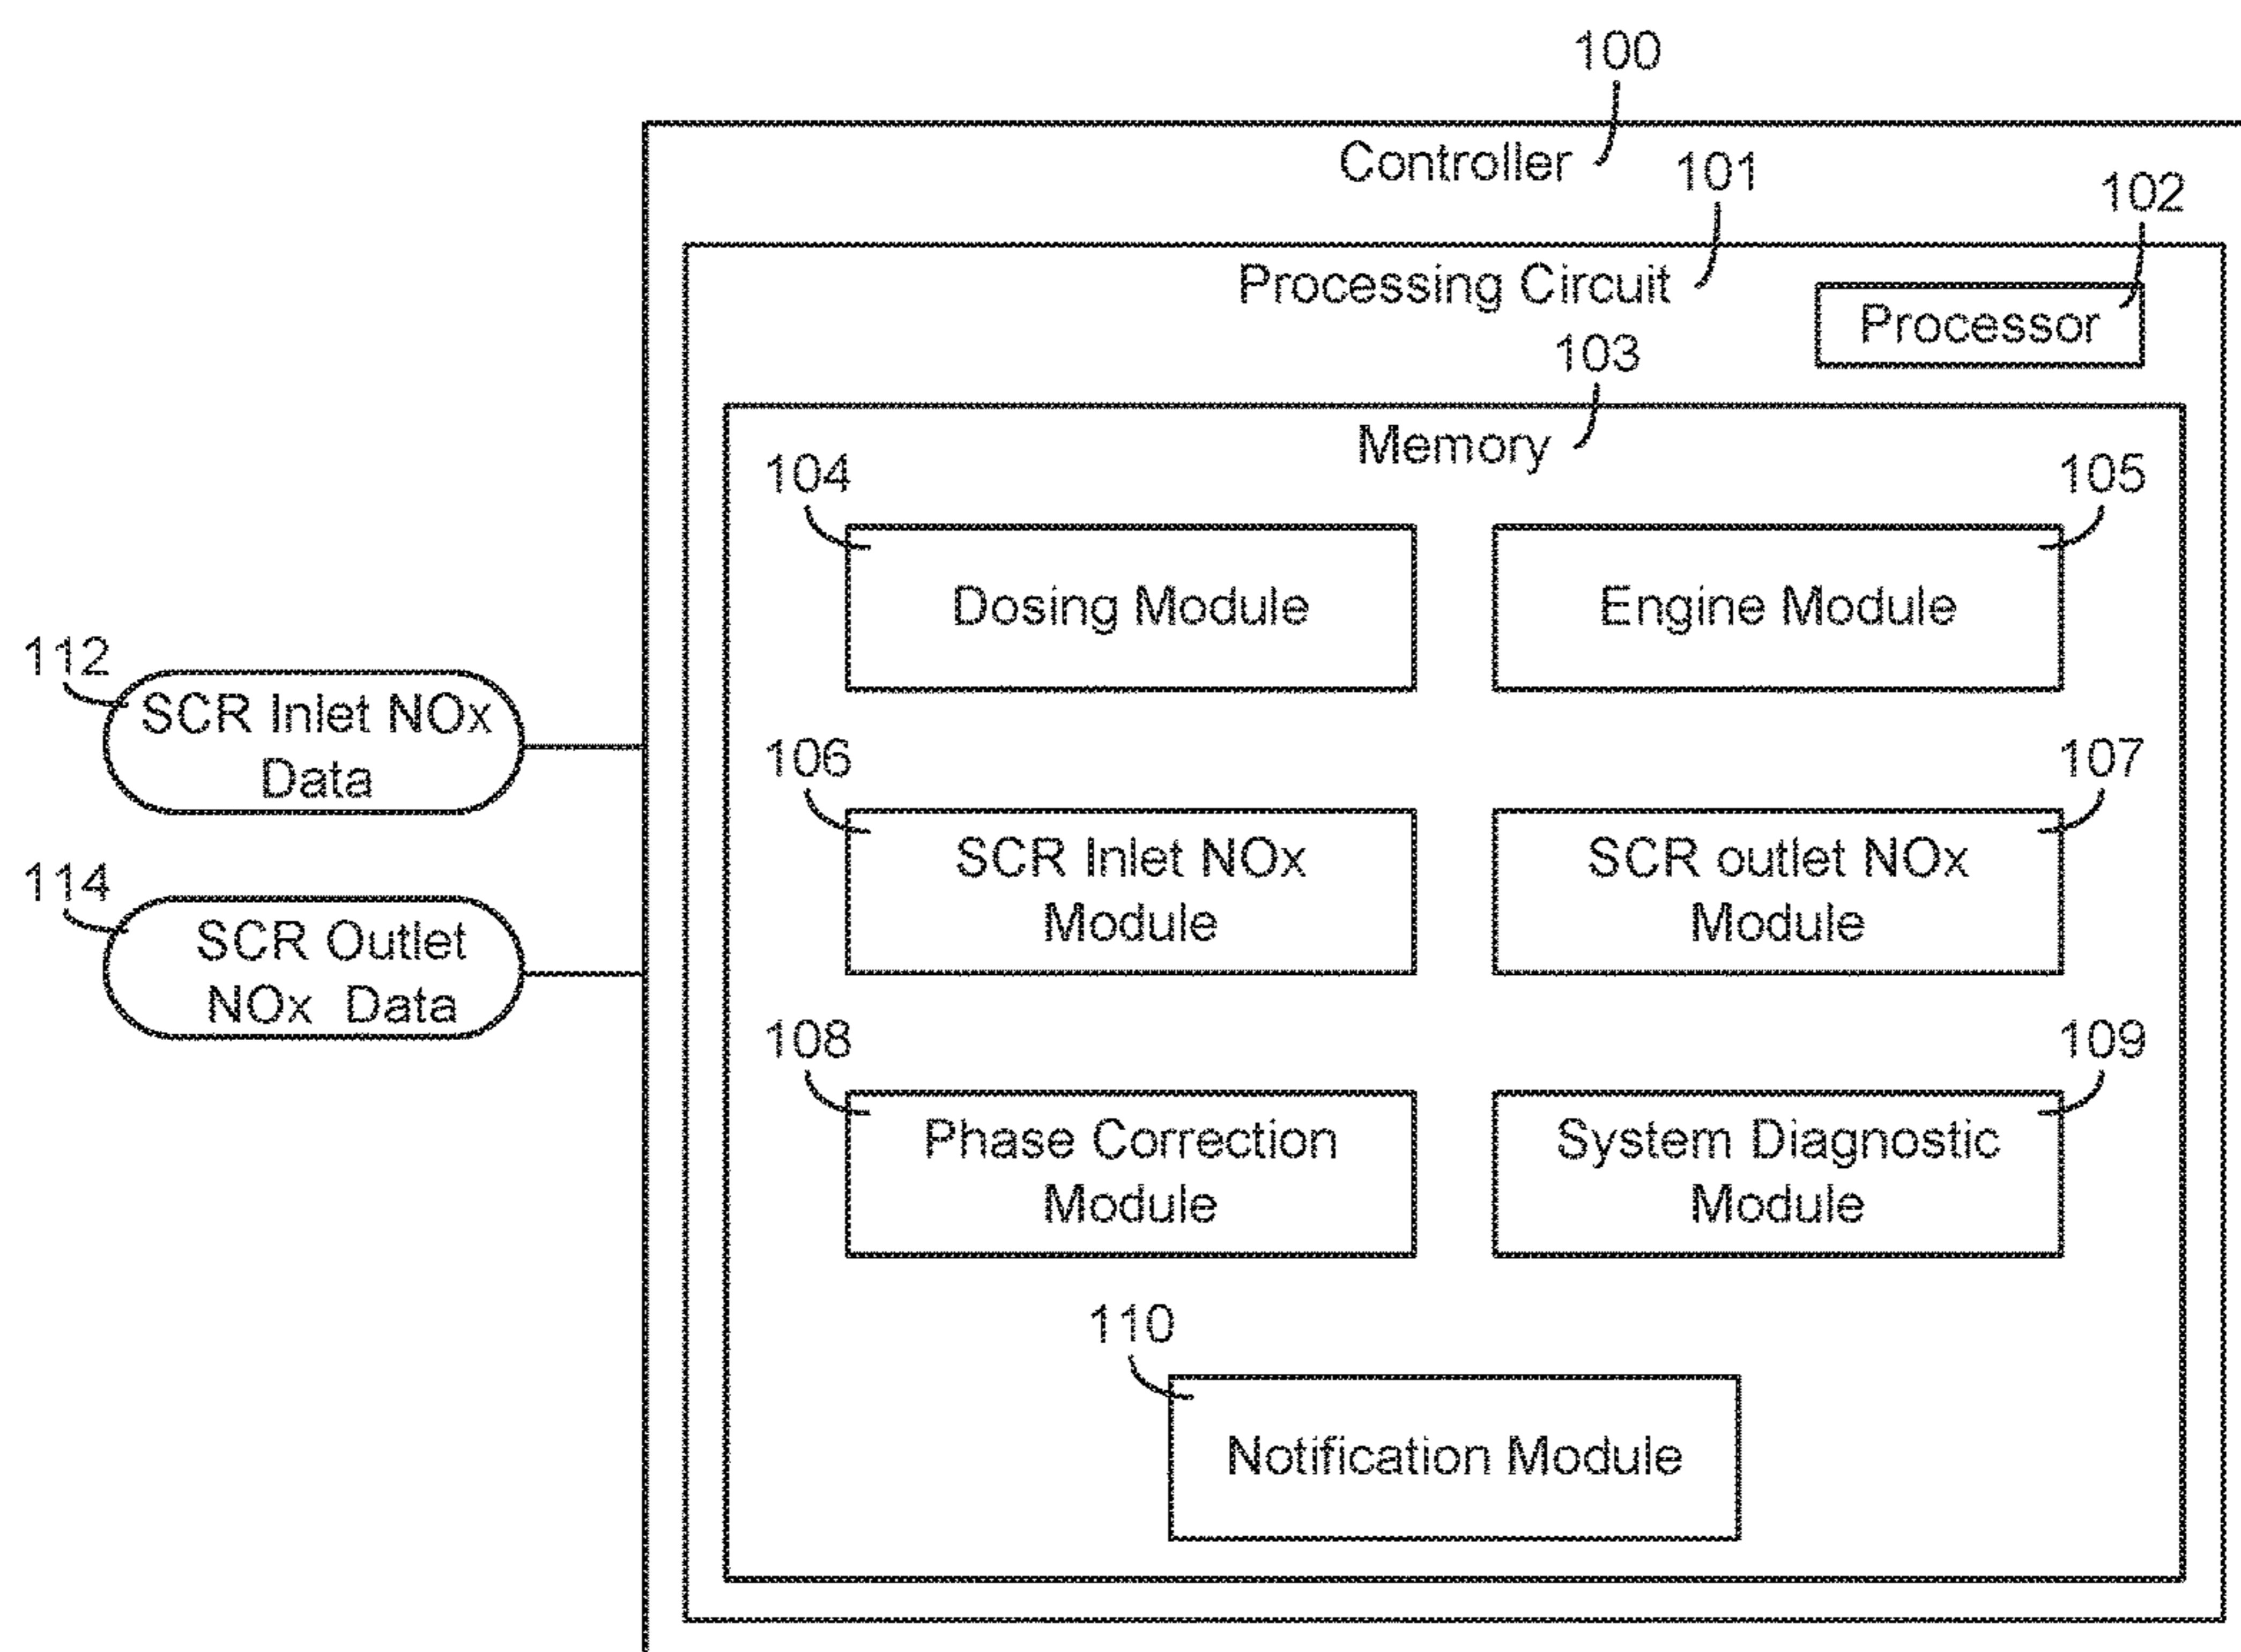 100
Controller
101
102
Processing Circuit
Processor
103
Memory
104
105
Dosing Module
Engine Module
112
SCR Inlet NOx
Data
106
107
SCR Inlet NOx
Module
SCR outlet NOx
Module
114
SCR Outlet
NOx Data
108
109
Phase Correction
Module
System Diagnostic
Module
110
Notification Module